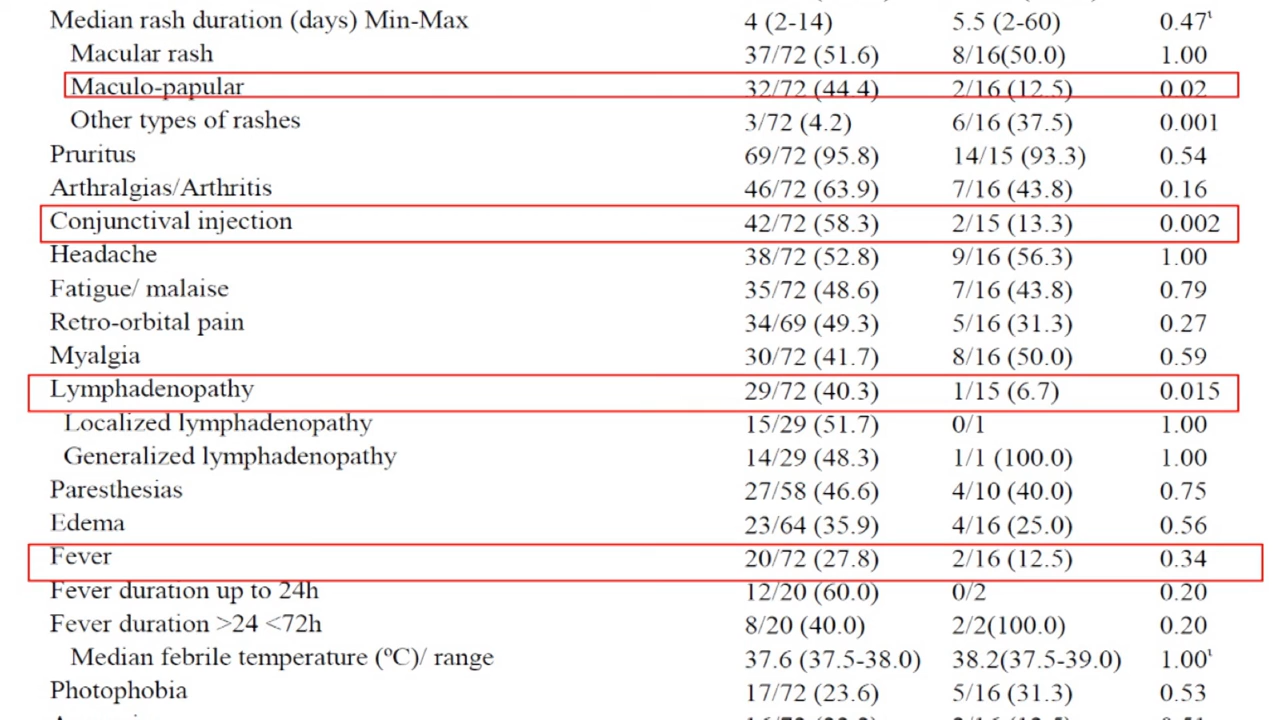 Median rash duration (days) Min-Max 4 (2-14) 5.5 (2-60) 0.47ᶥ
Macular rash 37/72 (51.6) 8/16(50.0) 1.00
Maculo-papular 32/72 (44.4) 2/16 (12.5) 0.02
Other types of rashes 3/72 (4.2) 6/16 (37.5) 0.001
Pruritus 69/72 (95.8) 14/15 (93.3) 0.54
Arthralgias/Arthritis 46/72 (63.9) 7/16 (43.8) 0.16
Conjunctival injection 42/72 (58.3) 2/15 (13.3) 0.002
Headache 38/72 (52.8) 9/16 (56.3) 1.00
Fatigue/ malaise 35/72 (48.6) 7/16 (43.8) 0.79
Retro-orbital pain 34/69 (49.3) 5/16 (31.3) 0.27
Myalgia 30/72 (41.7) 8/16 (50.0) 0.59
Lymphadenopathy 29/72 (40.3) 1/15 (6.7) 0.015
Localized lymphadenopathy 15/29 (51.7) 0/1 1.00
Generalized lymphadenopathy 14/29 (48.3) 1/1 (100.0) 1.00
Paresthesias 27/58 (46.6) 4/10 (40.0) 0.75
Edema 23/64 (35.9) 4/16 (25.0) 0.56
Fever 20/72 (27.8) 2/16 (12.5) 0.34
Fever duration up to 24h 12/20 (60.0) 0/2 0.20
Fever duration >24 <72h 8/20 (40.0) 2/2(100.0) 0.20
Median febrile temperature (ºC)/ range 37.6 (37.5-38.0) 38.2(37.5-39.0) 1.00ᶥ
Photophobia 17/72 (23.6) 5/16 (31.3) 0.53